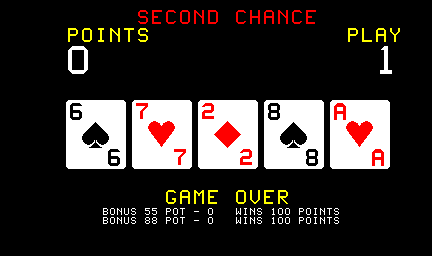 SECOND CHANCE
POINTS PLAY
0 1
6 7 2 8 A
6 7 2 8 A
GAME OVER
BONUS 55 POT - 0 WINS 100 POINTS
BONUS 88 POT - 0 WINS 100 POINTS